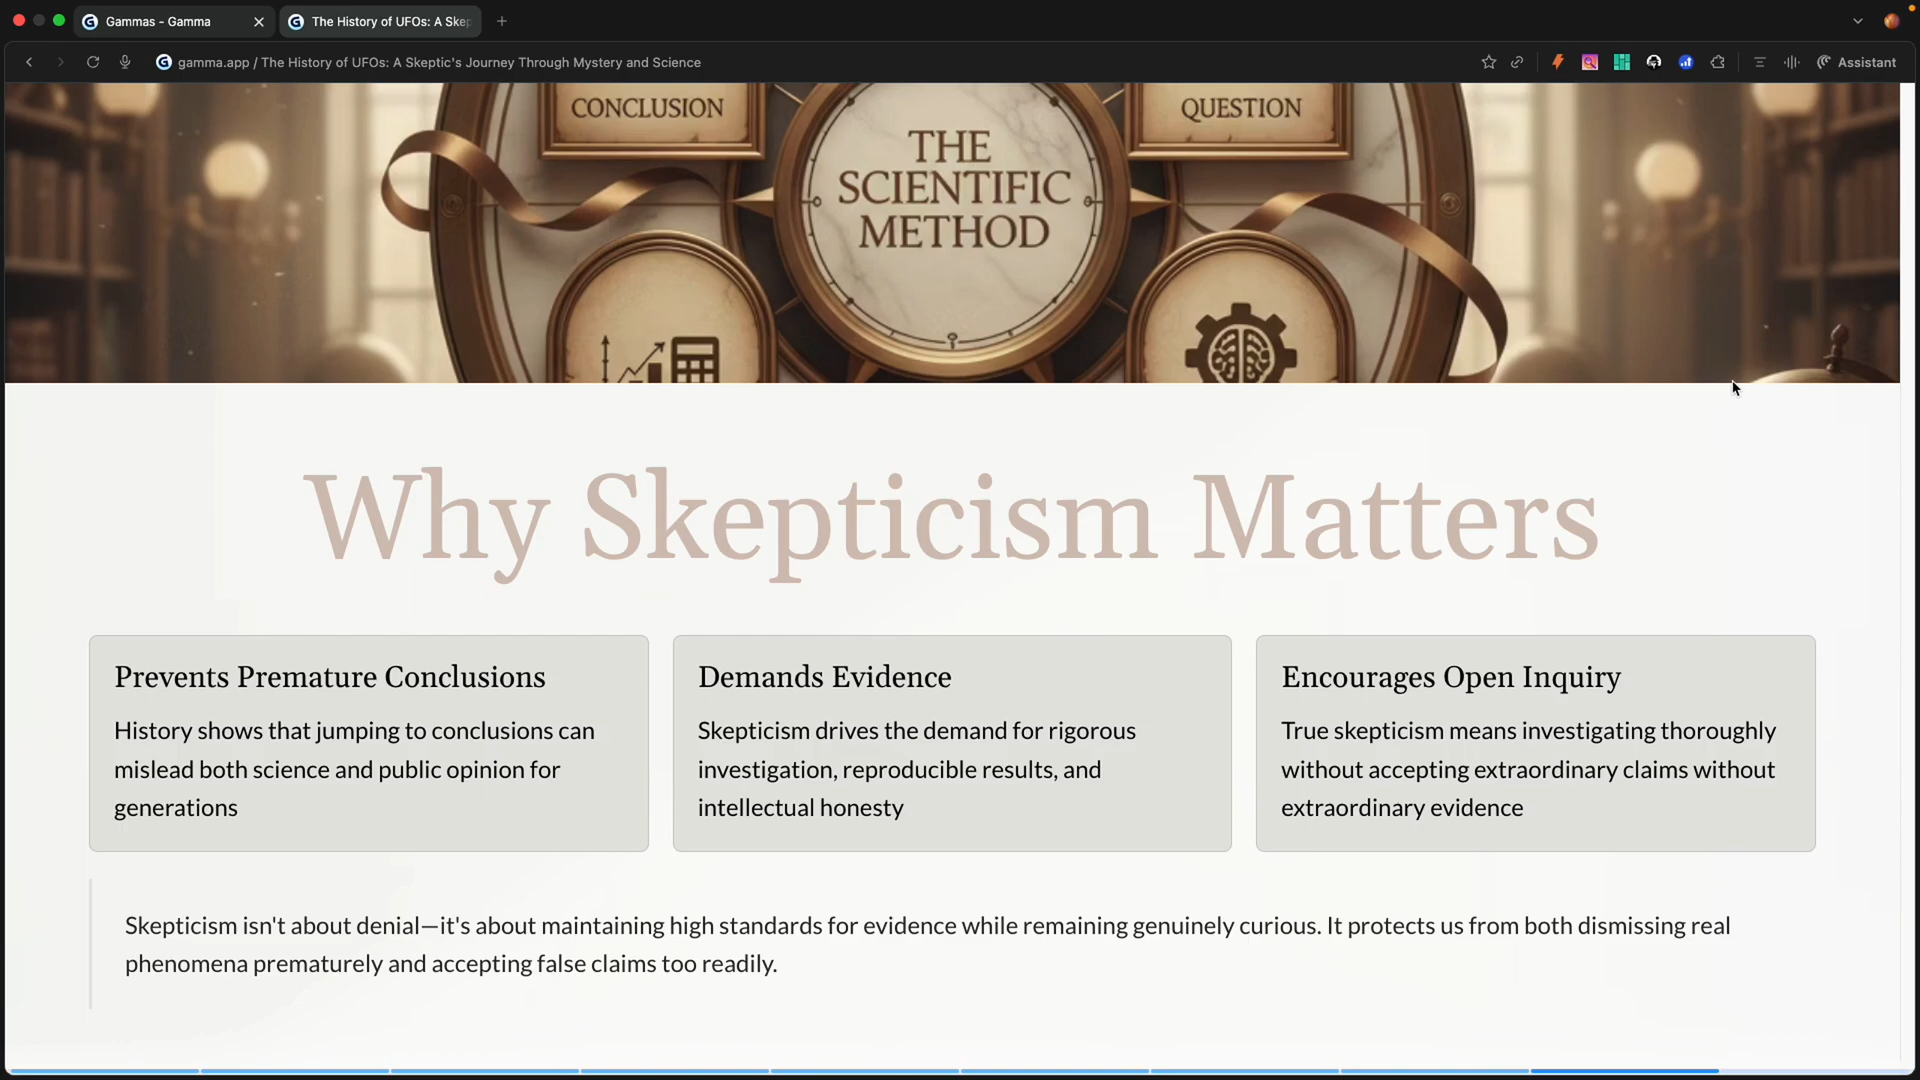 Gammas - Gamma
The History of UFOs: A Skep
gamma.app / The History of UFOs: A Skeptic's Journey Through Mystery and Science
Assistant
CONCLUSION
QUESTION
THE
SCIENTIFIC
METHOD
Why Skepticism Matters
Prevents Premature Conclusions
History shows that jumping to conclusions can
mislead both science and public opinion for
generations
Demands Evidence
Skepticism drives the demand for rigorous
investigation, reproducible results, and
intellectual honesty
Encourages Open Inquiry
True skepticism means investigating thoroughly
without accepting extraordinary claims without
extraordinary evidence
Skepticism isn't about denial—it's about maintaining high standards for evidence while remaining genuinely curious. It protects us from both dismissing real
phenomena prematurely and accepting false claims too readily.